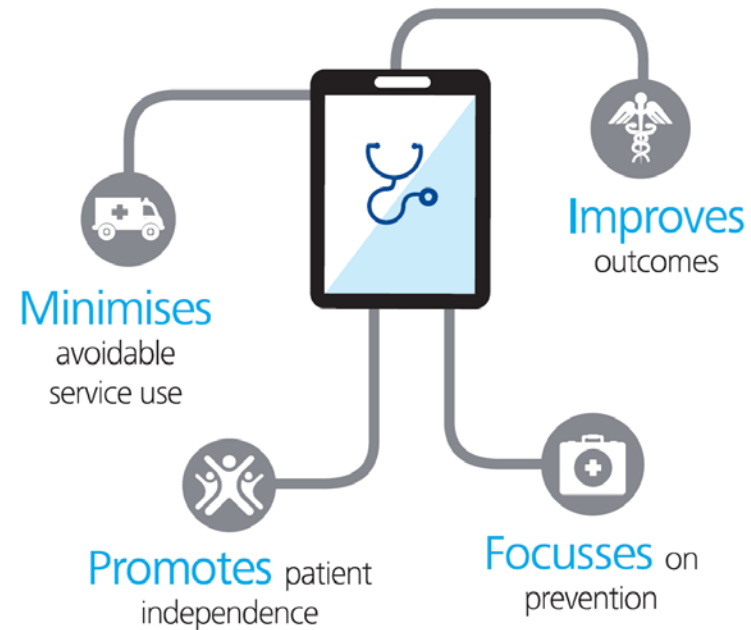 Improves
outcomes
Minimises
avoidable
service use
Promotes patient
independence
Focusses on
prevention